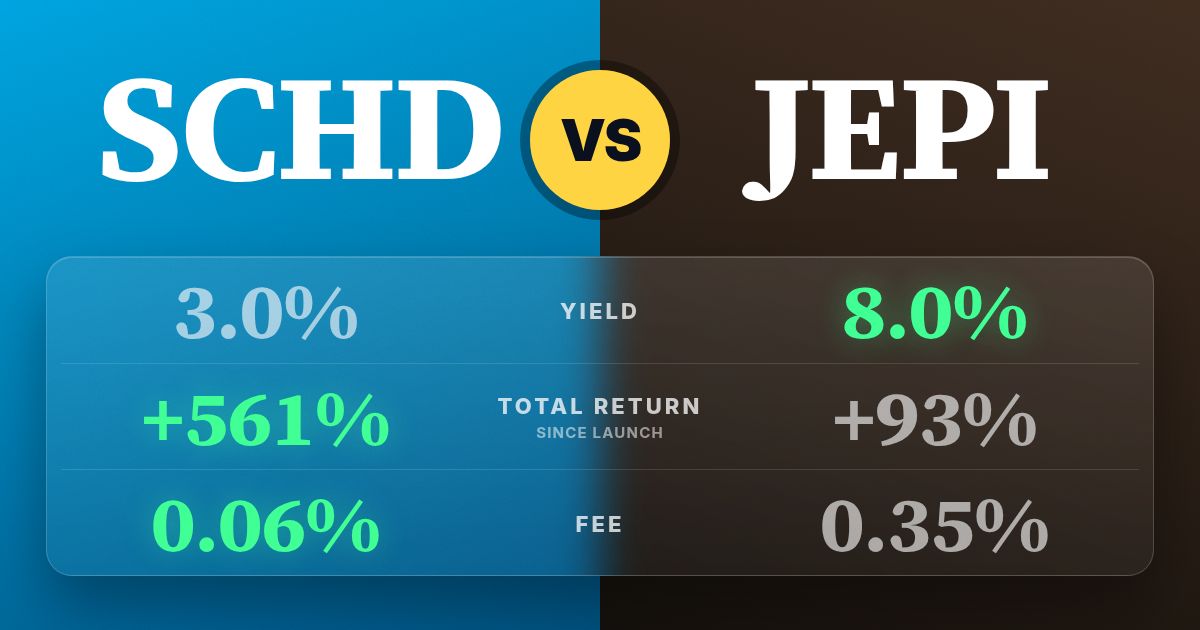 SCHD VS JEPI
3.0% YIELD 8.0%
+561% TOTAL RETURN +93%
SINCE LAUNCH
0.06% FEE 0.35%